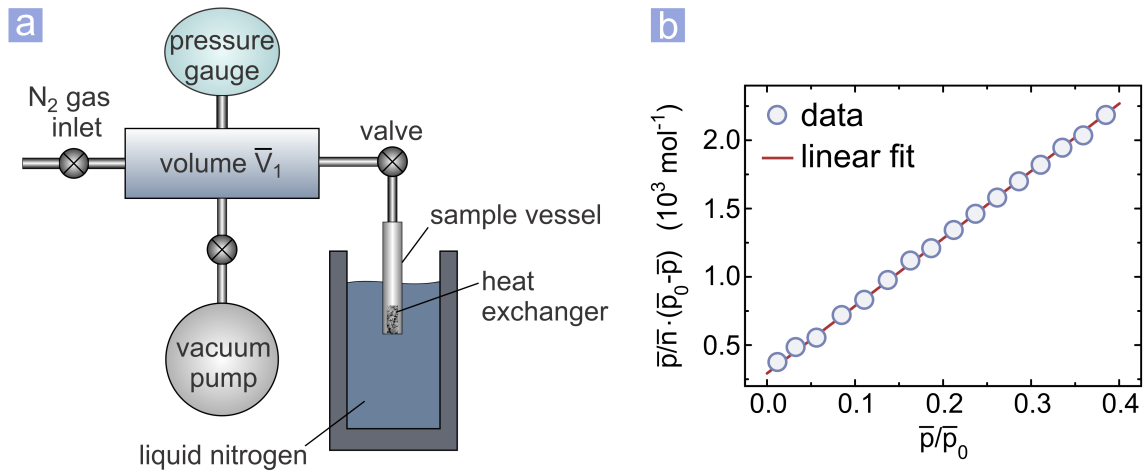 a
pressure
gauge
N₂ gas
inlet
valve
volume V̅₁
sample vessel
heat
exchanger
vacuum
pump
liquid nitrogen
b
data
linear fit
p̅/n̅·(p̅₀-p̅) (10³ mol⁻¹)
2.0
1.5
1.0
0.5
0.0 0.1 0.2 0.3 0.4
p̅/p̅₀